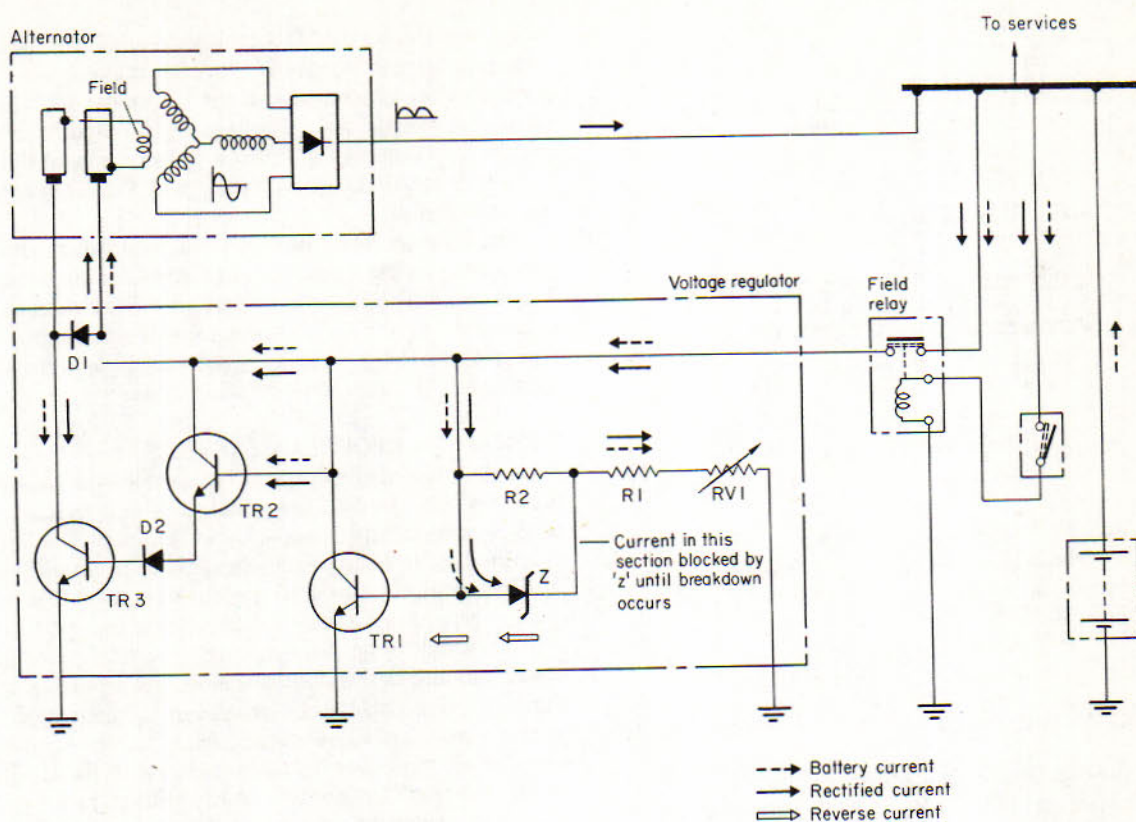 To services
Alternator
Field
Voltage regulator
Field
relay
D1
R2
R1
RV1
TR2
D2
Current in this
section blocked by
'z' until breakdown
occurs
Z
TR3
TR1
Battery current
Rectified current
Reverse current